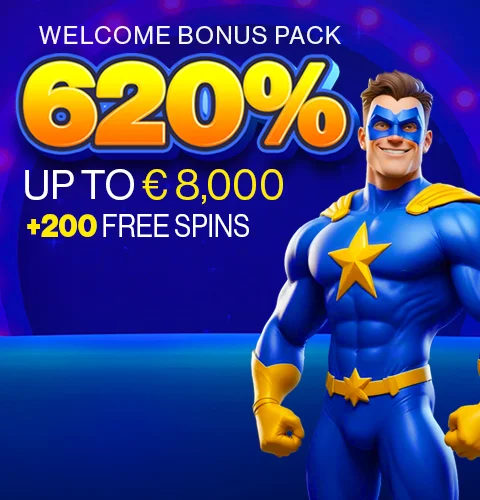 WELCOME BONUS PACK
620%
UP TO € 8,000
+200 FREE SPINS